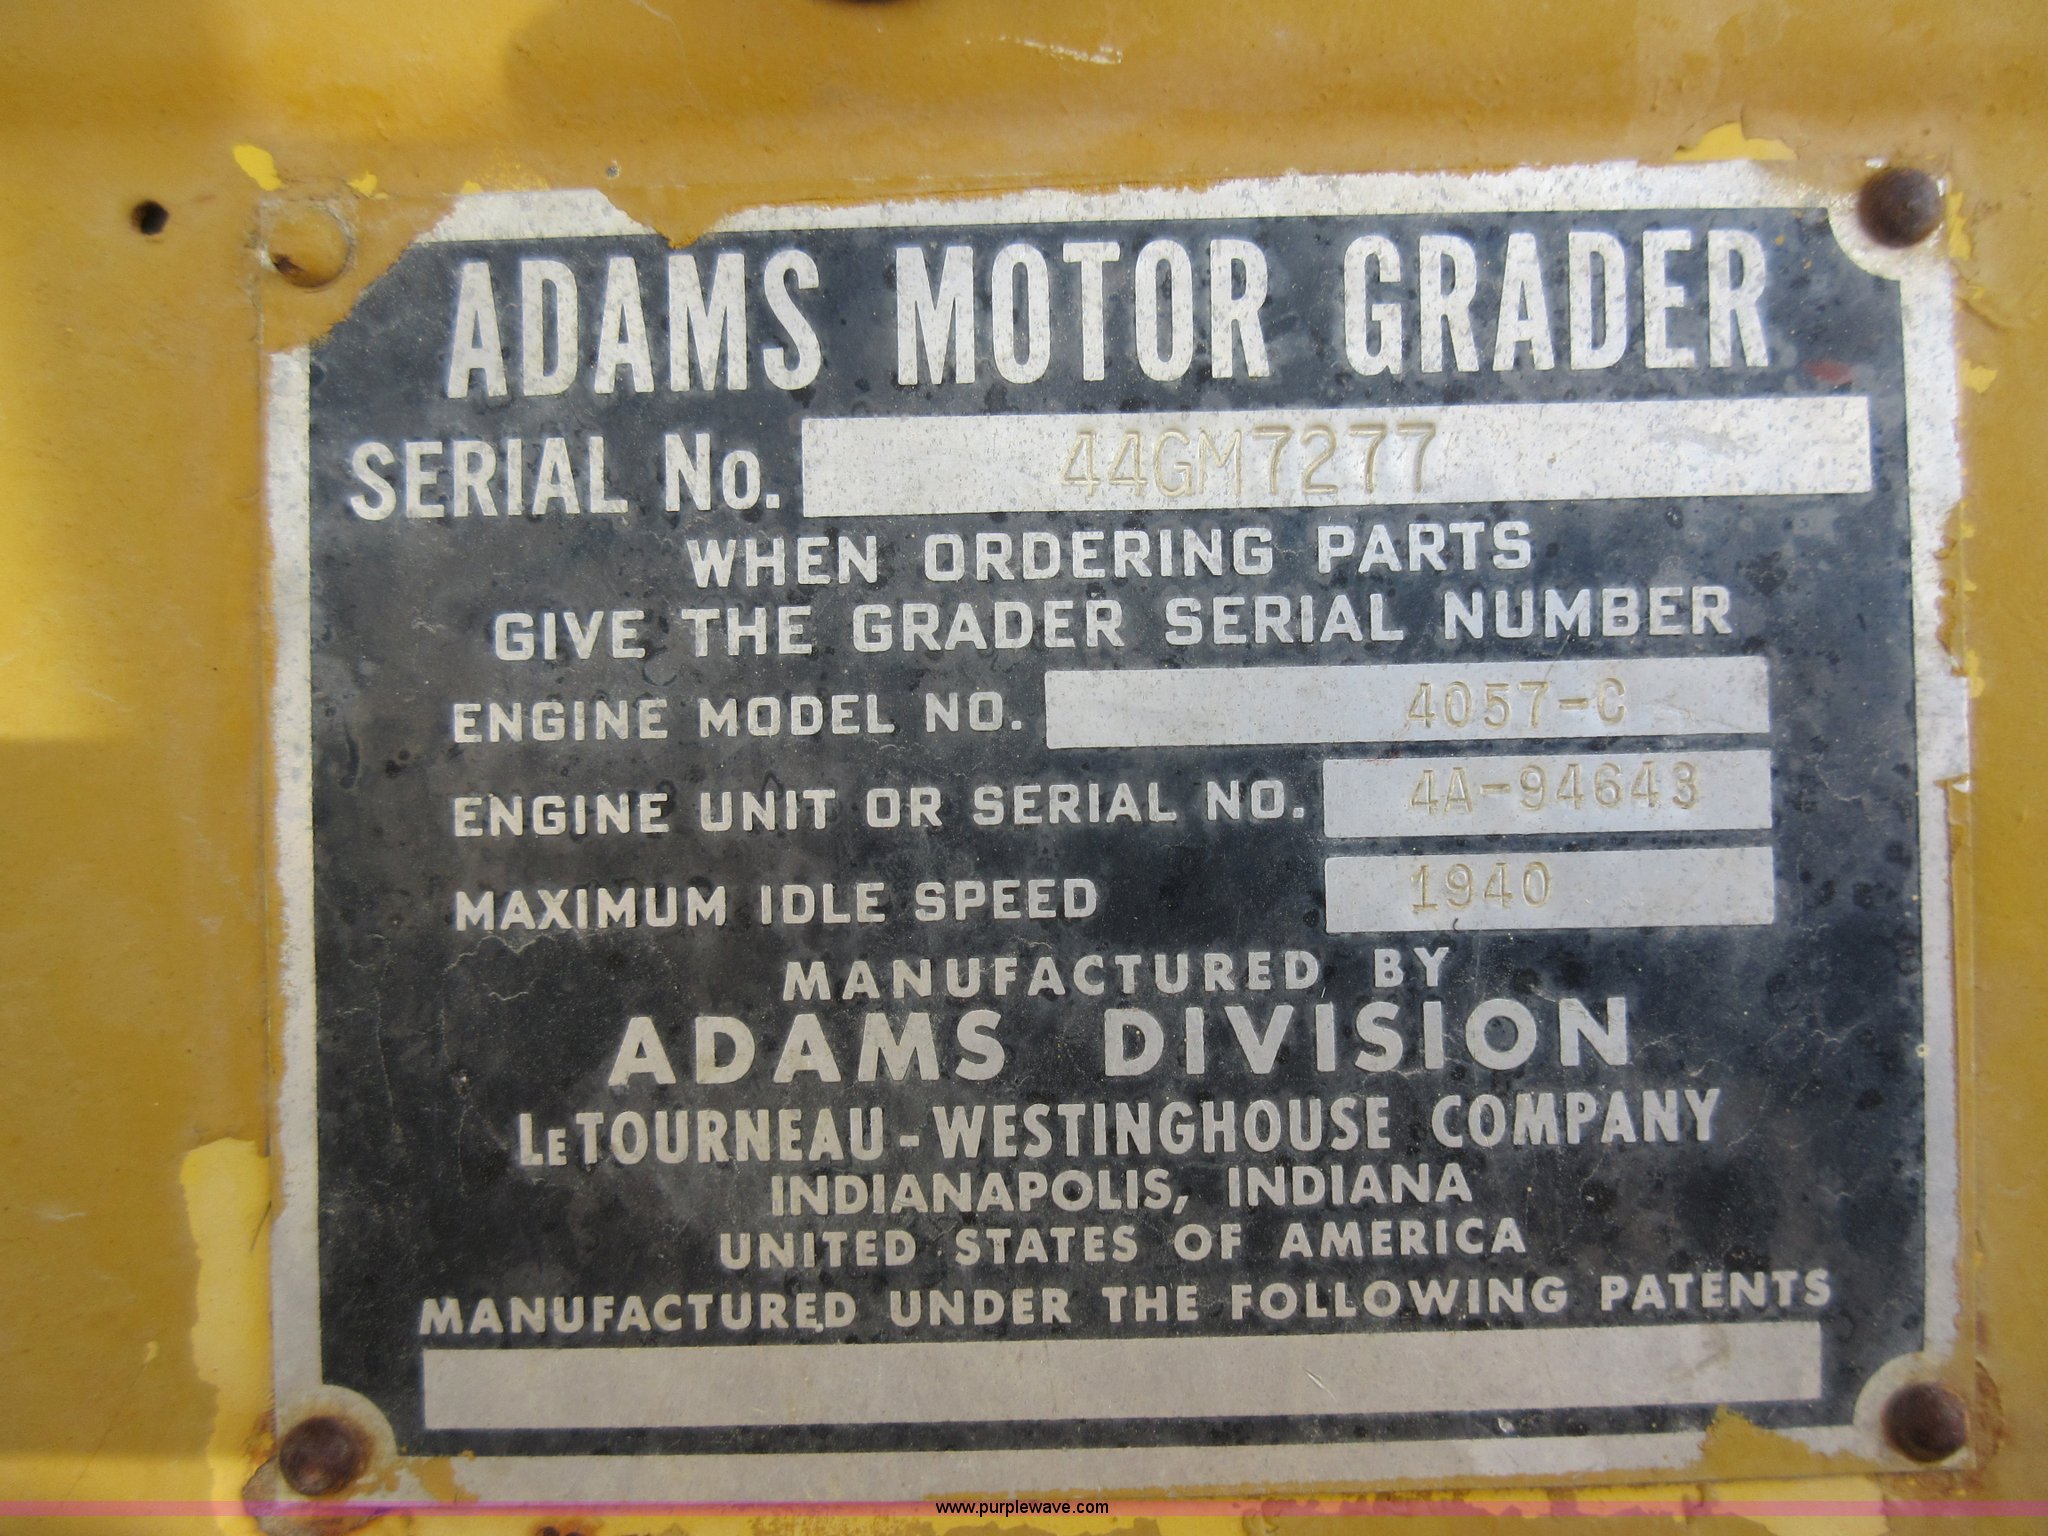 ADAMS MOTOR GRADER
SERIAL No. 44GM7277
WHEN ORDERING PARTS
GIVE THE GRADER SERIAL NUMBER
ENGINE MODEL NO. 4057-C
ENGINE UNIT OR SERIAL NO. 4A-94643
MAXIMUM IDLE SPEED 1940
MANUFACTURED BY
ADAMS DIVISION
LeTOURNEAU-WESTINGHOUSE COMPANY
INDIANAPOLIS, INDIANA
UNITED STATES OF AMERICA
MANUFACTURED UNDER THE FOLLOWING PATENTS
www.purplewave.com